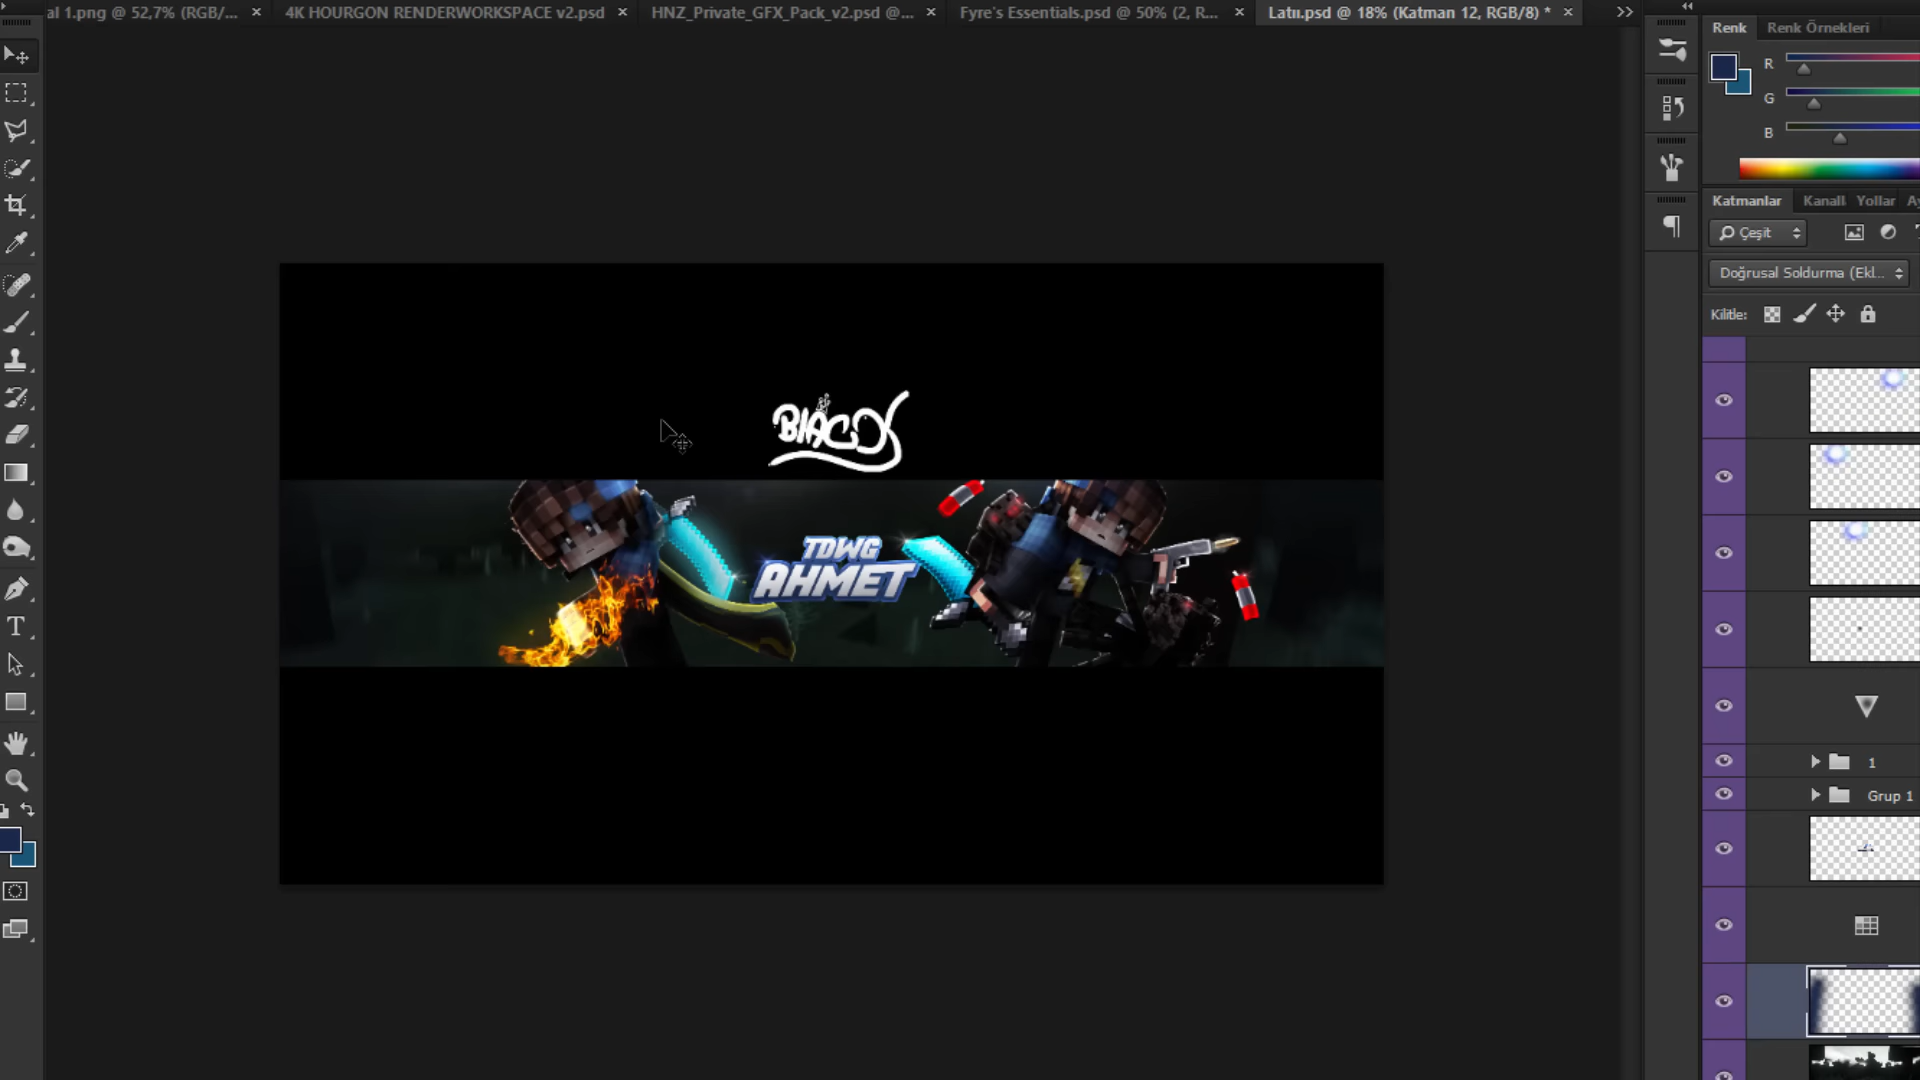 al 1.png @ 52,7% (RGB/...
4K HOURGON RENDERWORKSPACE v2.psd
HNZ_Private_GFX_Pack_v2.psd @...
Fyre's Essentials.psd @ 50% (2, R...
Latıı.psd @ 18% (Katman 12, RGB/8) *
Renk
Renk Örnekleri
R
G
B
Katmanlar
Kanall
Yollar
Ay
Çeşit
Doğrusal Soldurma (Ekl...
Kilitle:
BIACO
TDWG
AHMET
1
Grup 1